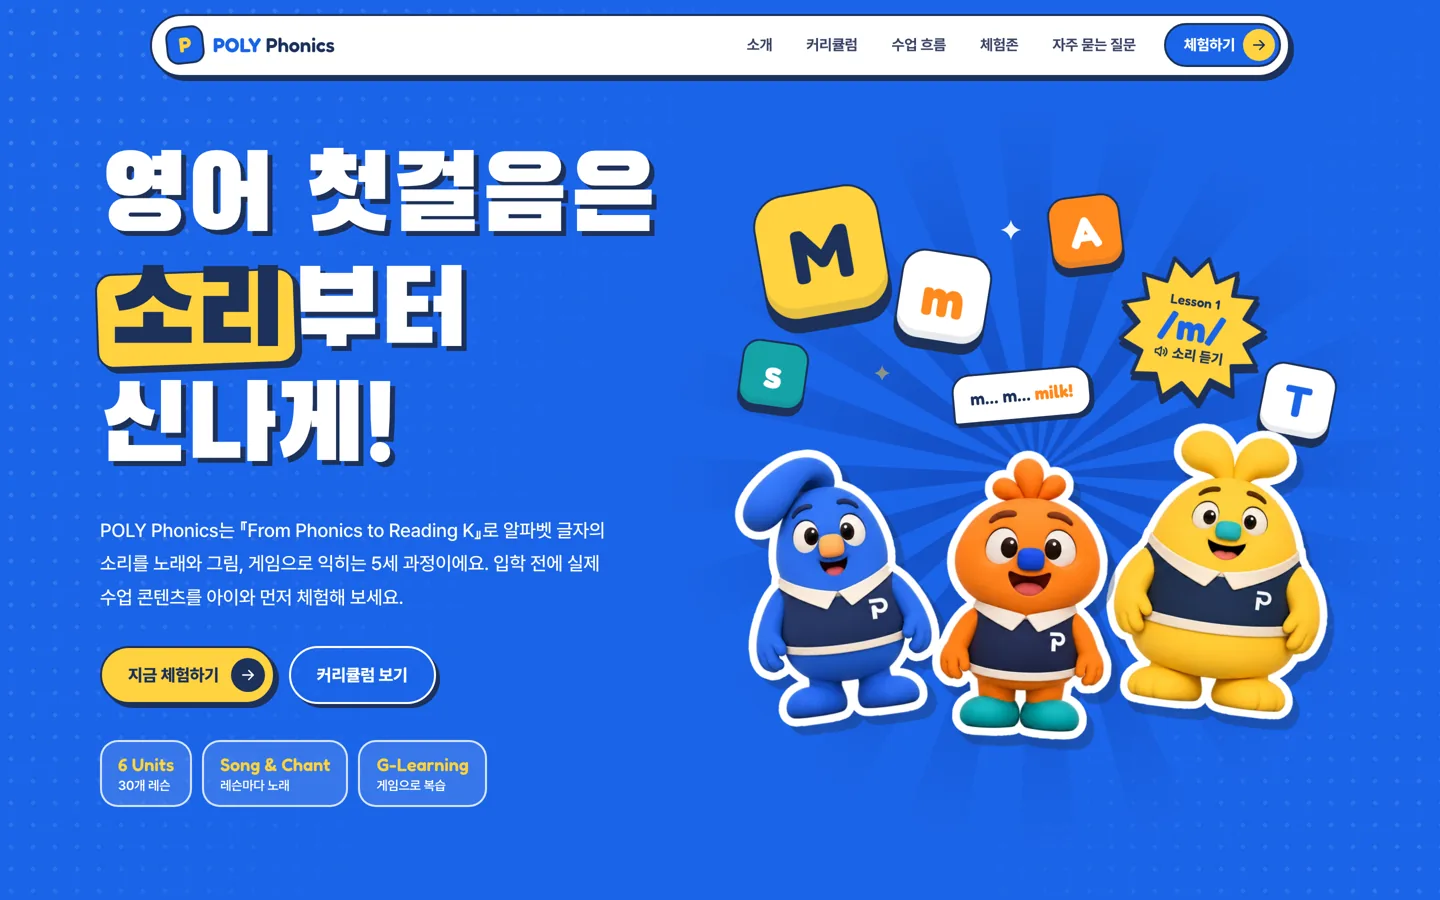 P POLY Phonics
소개
커리큘럼
수업 흐름
체험존
자주 묻는 질문
체험하기
영어 첫걸음은
소리부터
신나게!
POLY Phonics는 『From Phonics to Reading K』로 알파벳 글자의
소리를 노래와 그림, 게임으로 익히는 5세 과정이에요. 입학 전에 실제
수업 콘텐츠를 아이와 먼저 체험해 보세요.
지금 체험하기
커리큘럼 보기
6 Units
30개 레슨
Song & Chant
레슨마다 노래
G-Learning
게임으로 복습
M
m
A
s
Lesson 1
/m/
소리 듣기
m... m... milk!
T
P
P
P